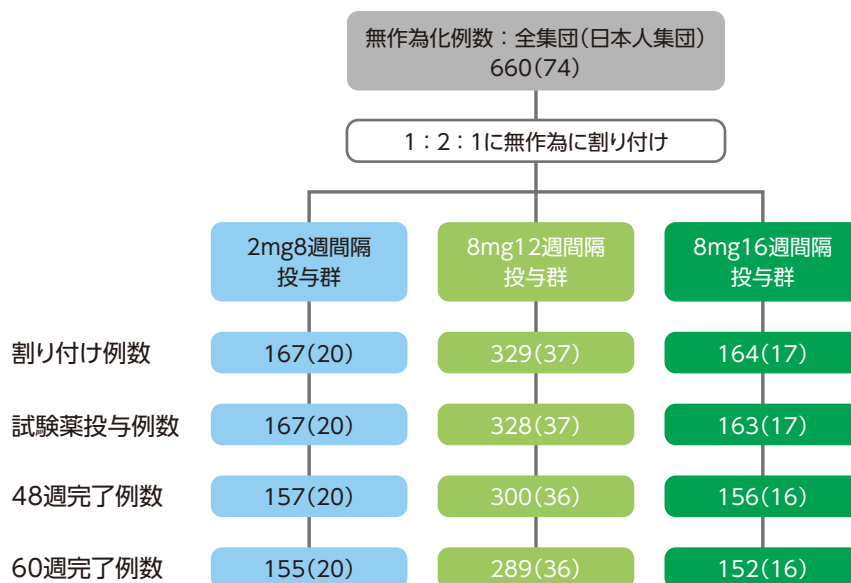 無作為化例数：全集団(日本人集団)
660(74)
1：2：1に無作為に割り付け
2mg8週間隔
投与群
8mg12週間隔
投与群
8mg16週間隔
投与群
割り付け例数 167(20) 329(37) 164(17)
試験薬投与例数 167(20) 328(37) 163(17)
48週完了例数 157(20) 300(36) 156(16)
60週完了例数 155(20) 289(36) 152(16)